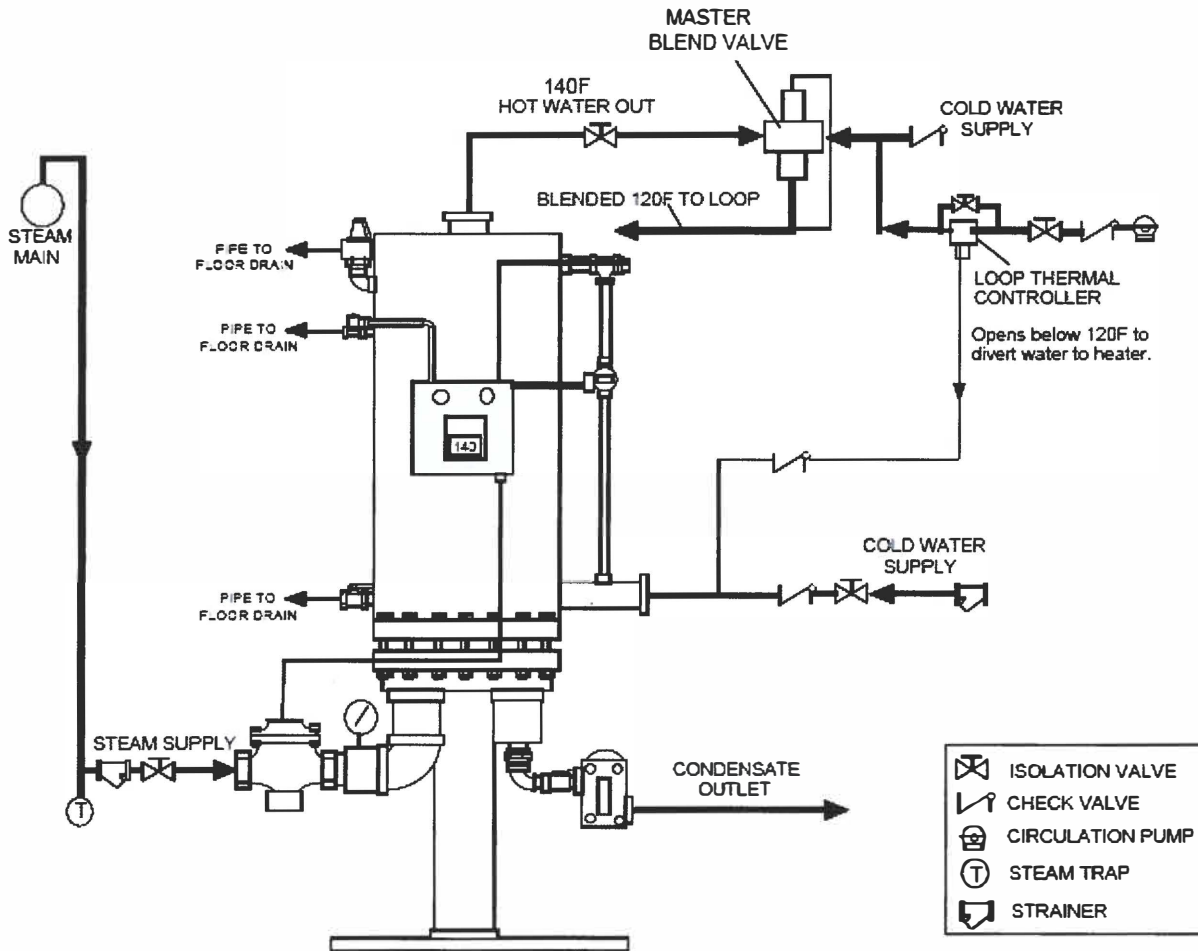 MASTER
BLEND VALVE
140F
HOT WATER OUT
COLD WATER
SUPPLY
STEAM
MAIN
PIPE TO
FLOOR DRAIN
BLENDED 120F TO LOOP
LOOP THERMAL
CONTROLLER
Opens below 120F to
divert water to heater.
PIPE TO
FLOOR DRAIN
140
COLD WATER
SUPPLY
PIPE TO
FLOOR DRAIN
STEAM SUPPLY
T
CONDENSATE
OUTLET
ISOLATION VALVE
CHECK VALVE
CIRCULATION PUMP
T STEAM TRAP
STRAINER